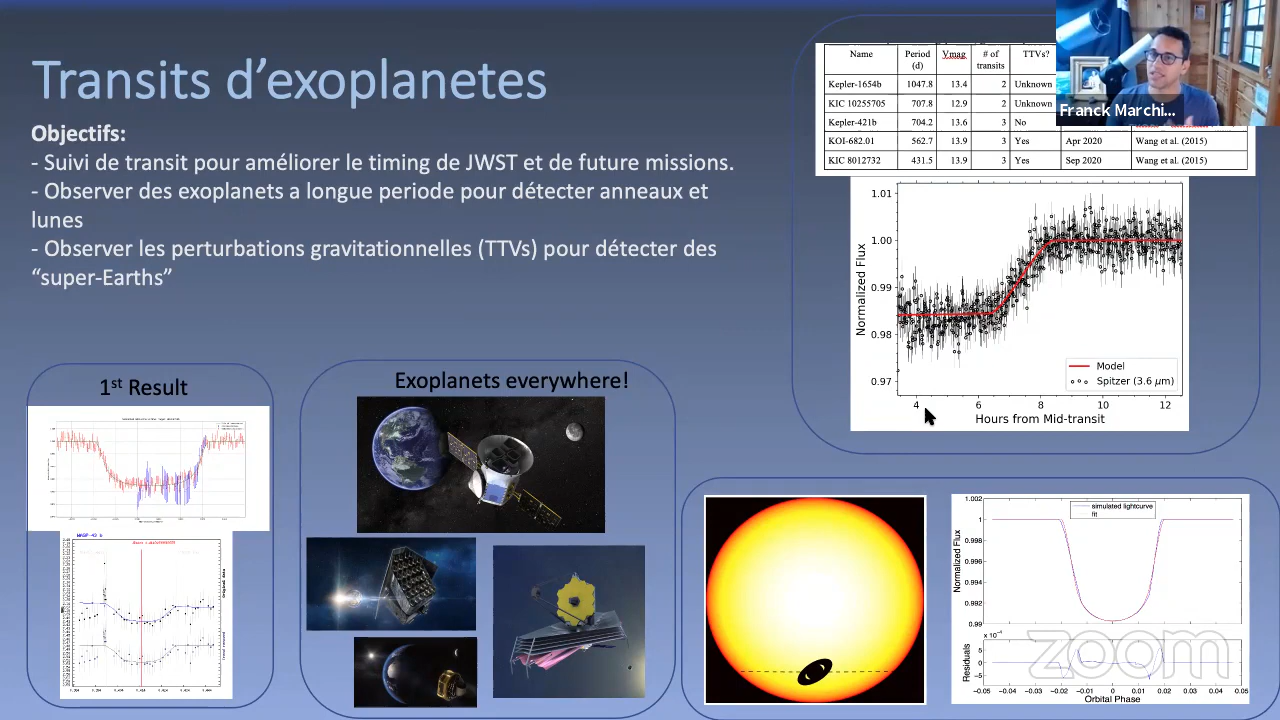 Transits d’exoplanetes
Objectifs:
- Suivi de transit pour améliorer le timing de JWST et de future missions.
- Observer des exoplanets a longue periode pour détecter anneaux et
lunes
- Observer les perturbations gravitationnelles (TTVs) pour détecter des
“super-Earths”
Name Period (d) Vmag # of transits TTVs?
Kepler-1654b 1047.8 13.4 2 Unknown
KIC 10255705 707.8 12.9 2 Unknown
Kepler-421b 704.2 13.6 3 No
KOI-682.01 562.7 13.9 3 Yes Apr 2020 Wang et al. (2015)
KIC 8012732 431.5 13.9 3 Yes Sep 2020 Wang et al. (2015)
Franck Marchi...
1.01
1.00
0.99
0.98
0.97
Normalized Flux
Model
Spitzer (3.6 μm)
4 6 8 10 12
Hours from Mid-transit
1st Result
WASP-43 b
Exoplanets everywhere!
1.002
1
0.998
0.996
0.994
0.992
0.99
Normalized Flux
simulated lightcurve
fit
x 10⁻⁴
5
0
-5
Residuals
-0.05 -0.04 -0.03 -0.02 -0.01 0 0.01 0.02 0.03 0.04 0.05
Orbital Phase
zoom